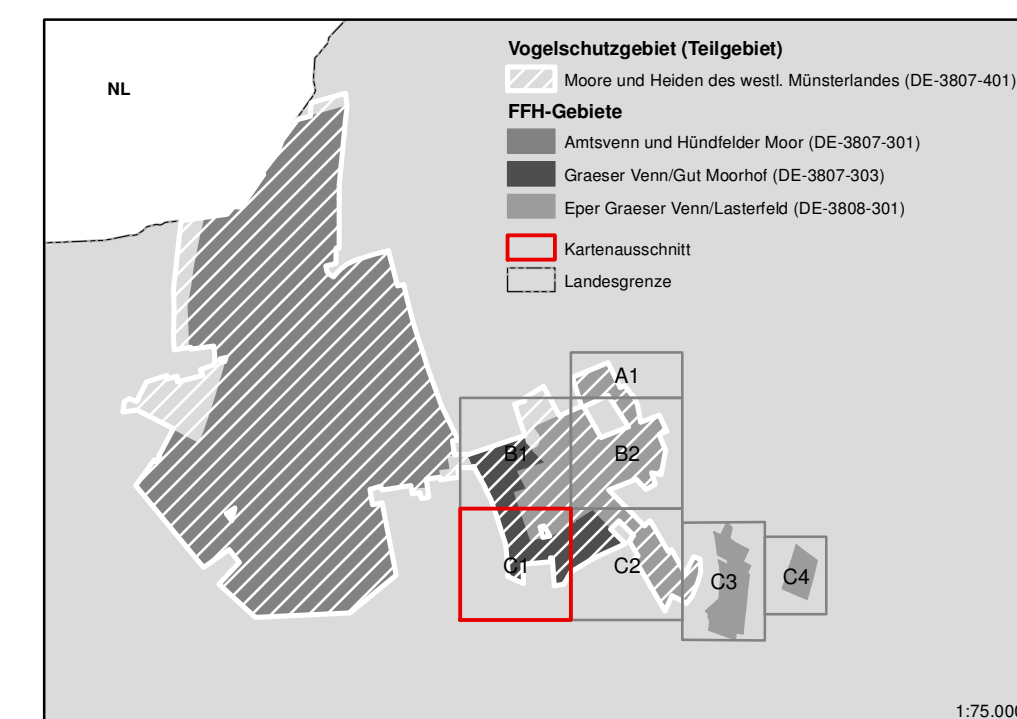 NL
Vogelschutzgebiet (Teilgebiet)
Moore und Heiden des westl. Münsterlandes (DE-3807-401)
FFH-Gebiete
Amtsvenn und Hündfelder Moor (DE-3807-301)
Graeser Venn/Gut Moorhof (DE-3807-303)
Eper Graeser Venn/Lasterfeld (DE-3808-301)
Kartenausschnitt
Landesgrenze
A1
B1
B2
C1
C2
C3
C4